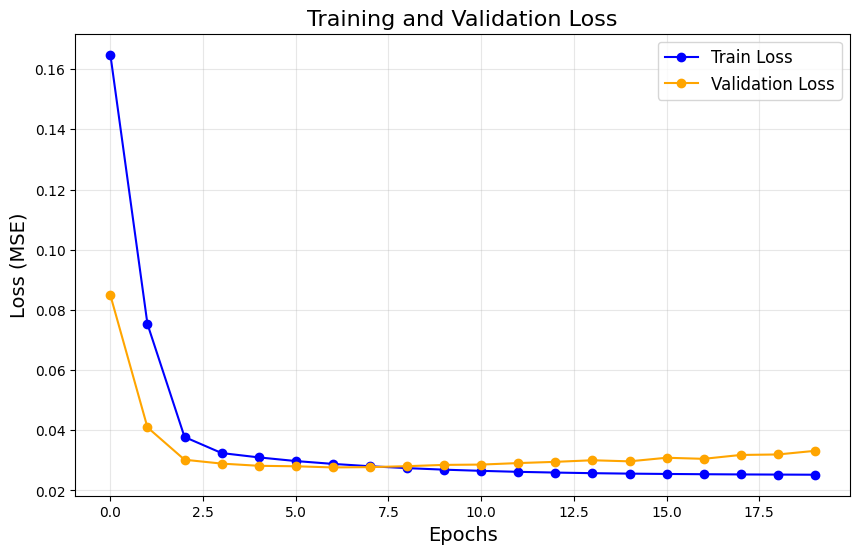 Training and Validation Loss
Train Loss
Validation Loss
Loss (MSE)
0.16
0.14
0.12
0.10
0.08
0.06
0.04
0.02
0.0 2.5 5.0 7.5 10.0 12.5 15.0 17.5
Epochs